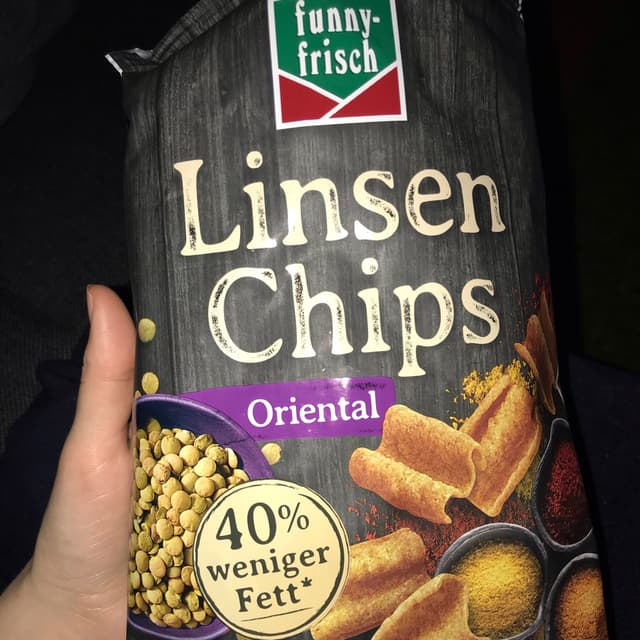 funny-
frisch
Linsen
Chips
Oriental
40%
weniger
Fett*